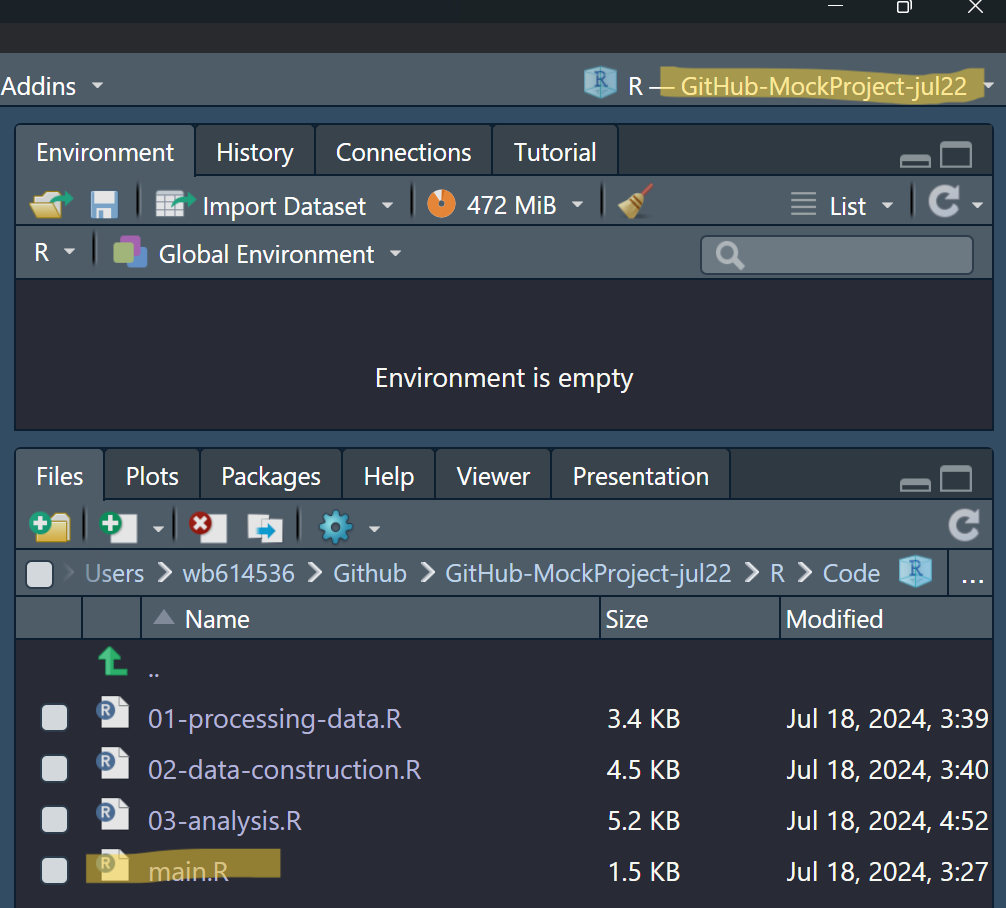 Addins R — GitHub-MockProject-jul22
Environment History Connections Tutorial
Import Dataset 472 MiB List
R Global Environment
Environment is empty
Files Plots Packages Help Viewer Presentation
Users wb614536 Github GitHub-MockProject-jul22 R Code ...
Name Size Modified
..
01-processing-data.R 3.4 KB Jul 18, 2024, 3:39
02-data-construction.R 4.5 KB Jul 18, 2024, 3:40
03-analysis.R 5.2 KB Jul 18, 2024, 4:52
main.R 1.5 KB Jul 18, 2024, 3:27